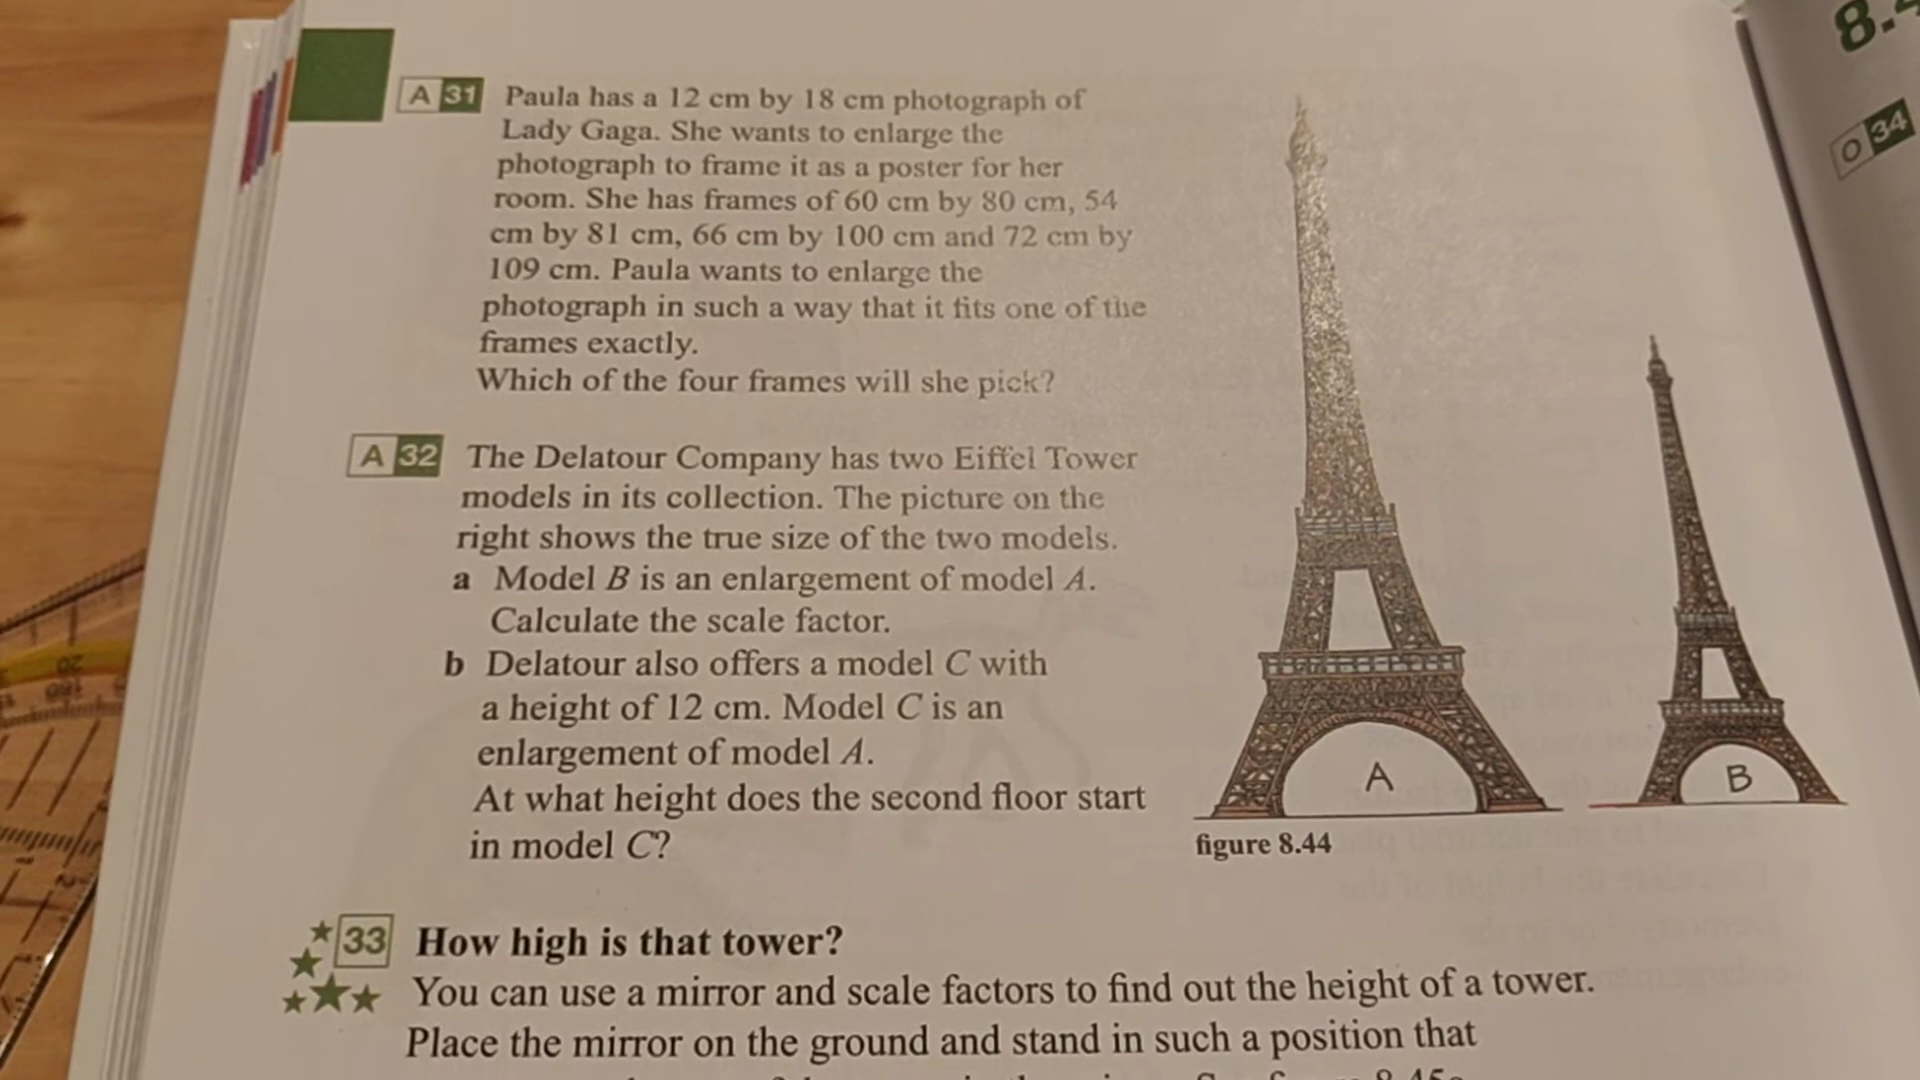 8.
A 31 Paula has a 12 cm by 18 cm photograph of
Lady Gaga. She wants to enlarge the
photograph to frame it as a poster for her
room. She has frames of 60 cm by 80 cm, 54
cm by 81 cm, 66 cm by 100 cm and 72 cm by
109 cm. Paula wants to enlarge the
photograph in such a way that it fits one of the
frames exactly.
Which of the four frames will she pick?
A 32 The Delatour Company has two Eiffel Tower
models in its collection. The picture on the
right shows the true size of the two models.
a Model B is an enlargement of model A.
Calculate the scale factor.
b Delatour also offers a model C with
a height of 12 cm. Model C is an
enlargement of model A.
At what height does the second floor start
in model C?
A
B
figure 8.44
33 How high is that tower?
You can use a mirror and scale factors to find out the height of a tower.
Place the mirror on the ground and stand in such a position that
O 34